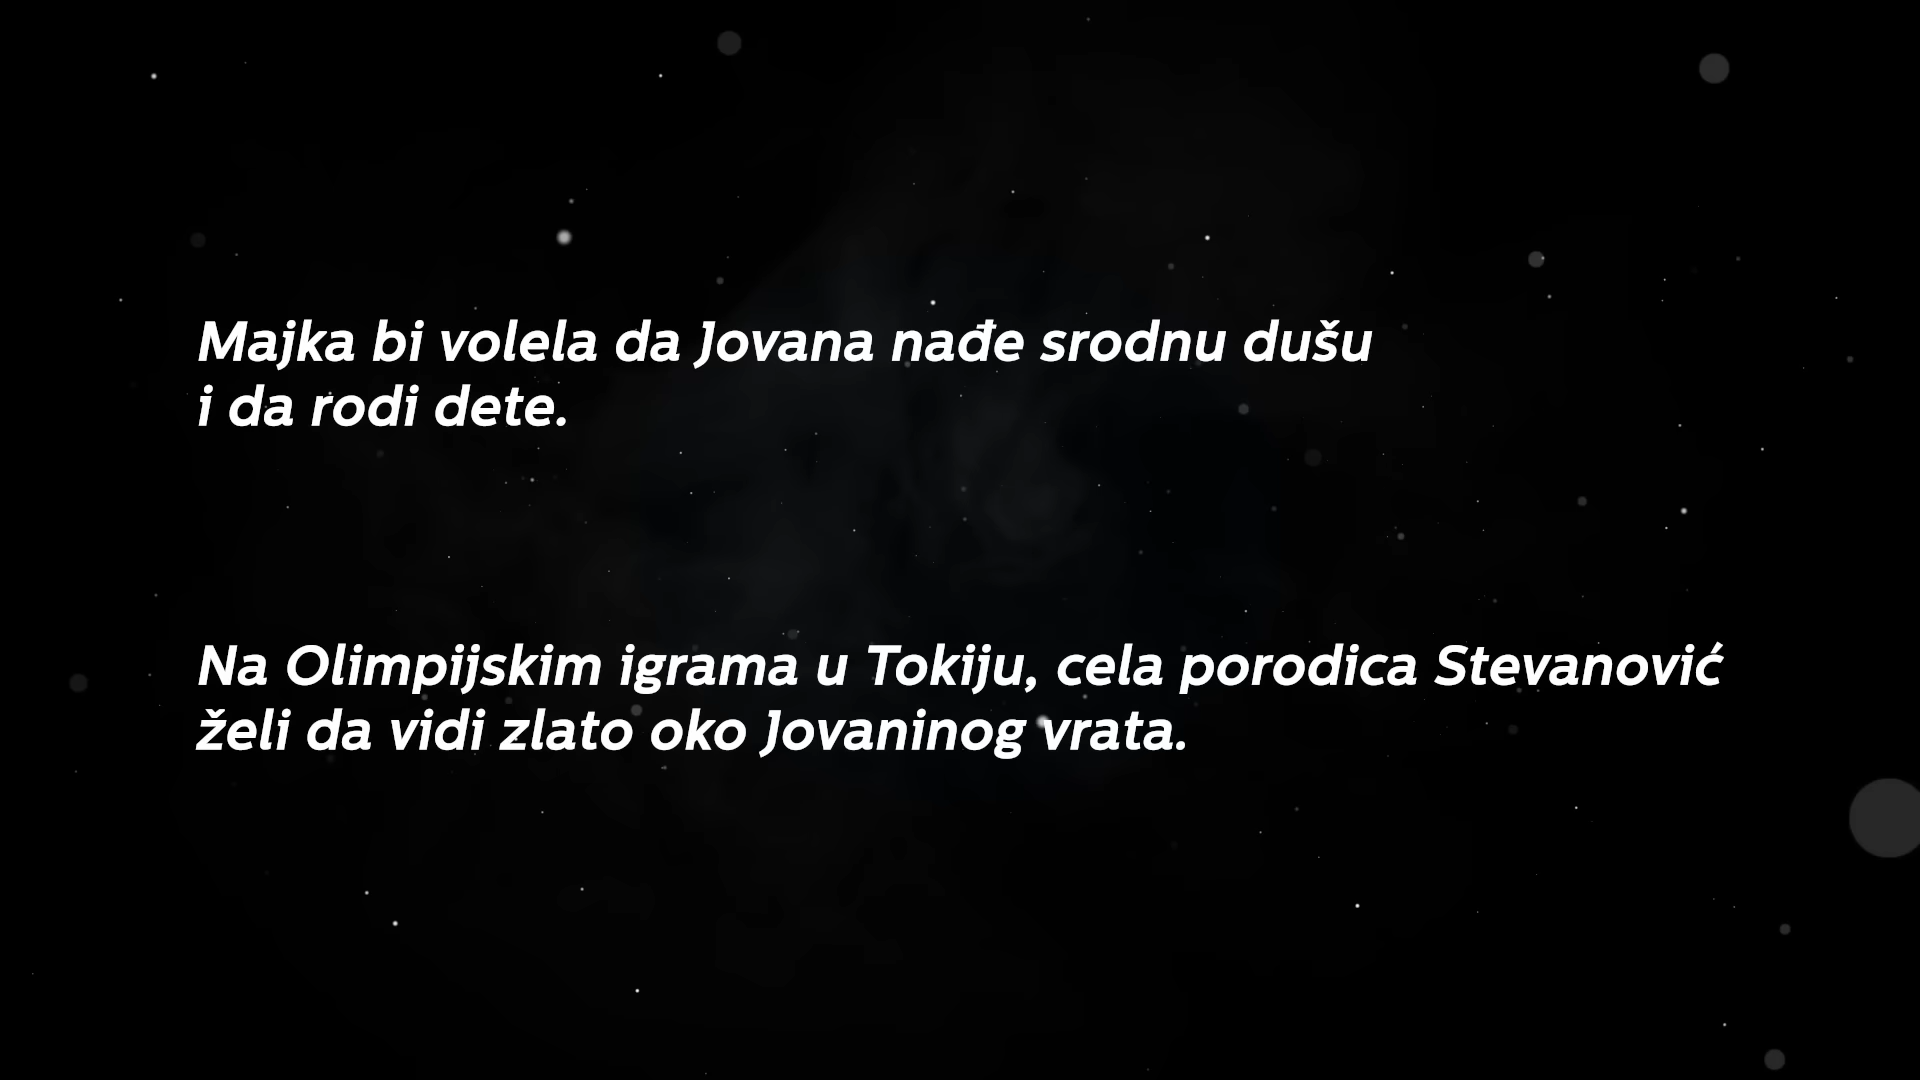 Majka bi volela da Jovana nađe srodnu dušu
i da rodi dete.
Na Olimpijskim igrama u Tokiju, cela porodica Stevanović
želi da vidi zlato oko Jovaninog vrata.